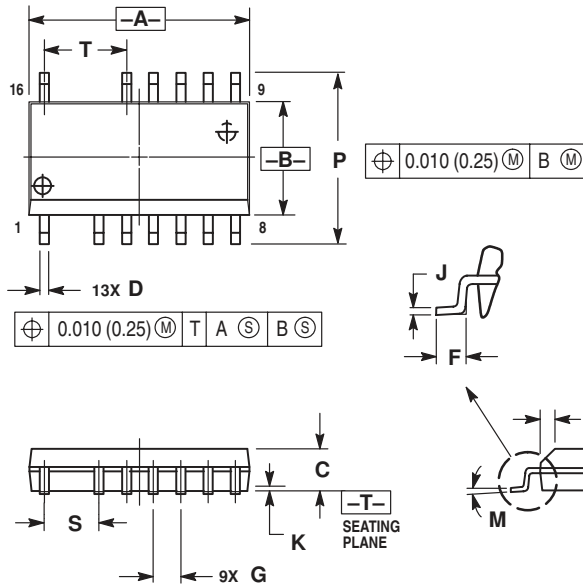 –A–
T
16
9
–B–
P
⌖ 0.010 (0.25) Ⓜ B Ⓜ
1
8
J
13X D
⌖ 0.010 (0.25) Ⓜ T A Ⓢ B Ⓢ
F
C
–T–
SEATING
PLANE
M
S
K
9X G